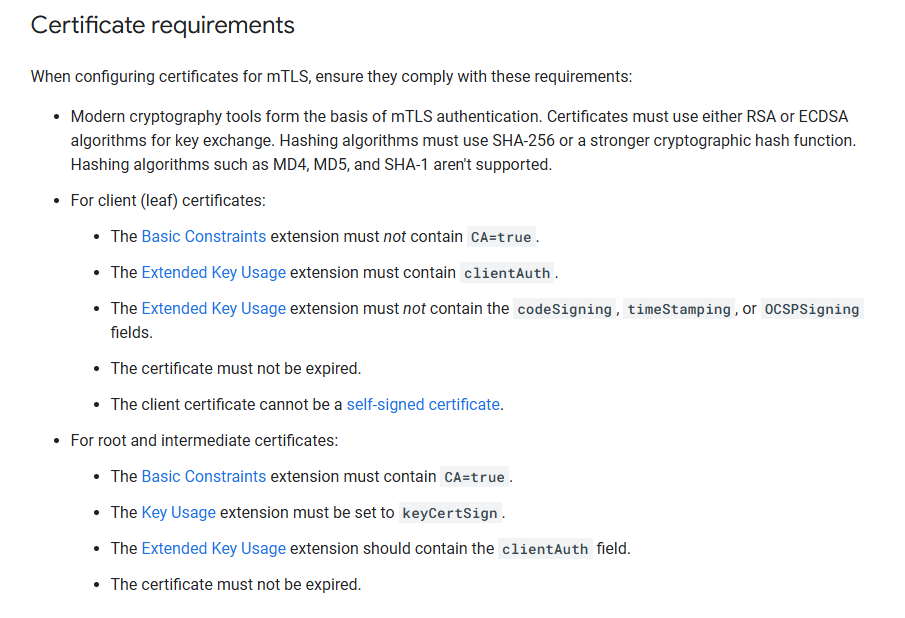 Certificate requirements
When configuring certificates for mTLS, ensure they comply with these requirements:
• Modern cryptography tools form the basis of mTLS authentication. Certificates must use either RSA or ECDSA
algorithms for key exchange. Hashing algorithms must use SHA-256 or a stronger cryptographic hash function.
Hashing algorithms such as MD4, MD5, and SHA-1 aren't supported.
• For client (leaf) certificates:
• The Basic Constraints extension must not contain CA=true.
• The Extended Key Usage extension must contain clientAuth.
• The Extended Key Usage extension must not contain the codeSigning, timeStamping, or OCSPSigning
fields.
• The certificate must not be expired.
• The client certificate cannot be a self-signed certificate.
• For root and intermediate certificates:
• The Basic Constraints extension must contain CA=true.
• The Key Usage extension must be set to keyCertSign.
• The Extended Key Usage extension should contain the clientAuth field.
• The certificate must not be expired.